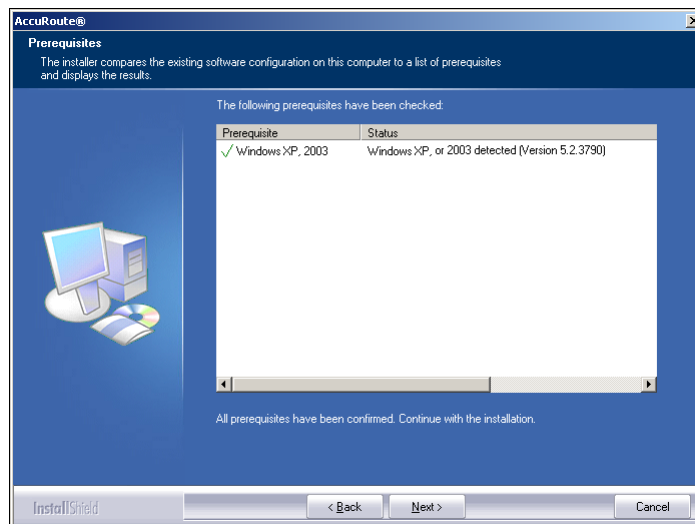 AccuRoute®
Prerequisites
The installer compares the existing software configuration on this computer to a list of prerequisites
and displays the results.
The following prerequisites have been checked:
Prerequisite Status
Windows XP, 2003 Windows XP, or 2003 detected (Version 5.2.3790)
All prerequisites have been confirmed. Continue with the installation.
InstallShield < Back Next > Cancel